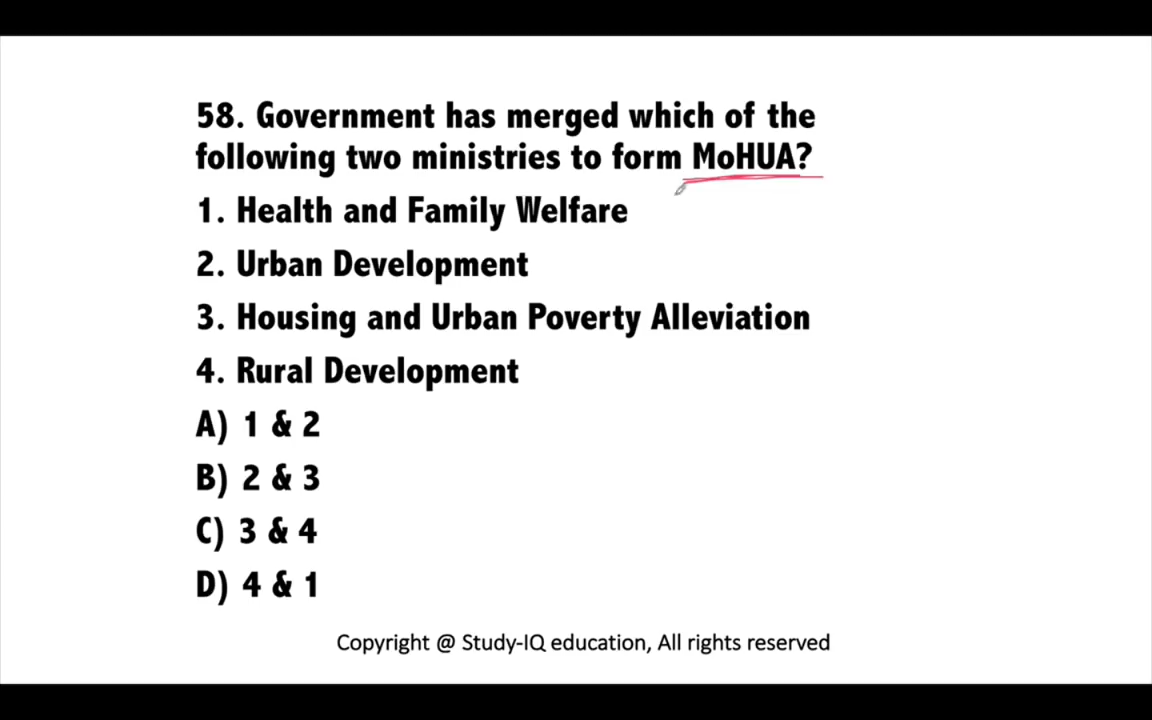 58. Government has merged which of the
following two ministries to form MoHUA?
1. Health and Family Welfare
2. Urban Development
3. Housing and Urban Poverty Alleviation
4. Rural Development
A) 1 & 2
B) 2 & 3
C) 3 & 4
D) 4 & 1
Copyright @ Study-IQ education, All rights reserved